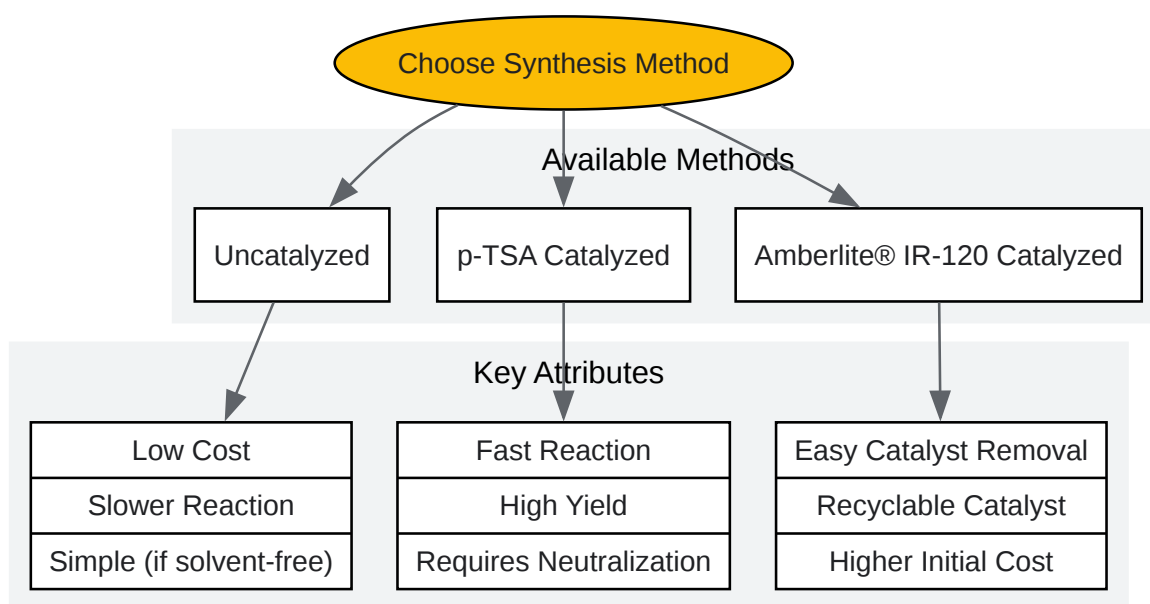 Choose Synthesis Method
Available Methods
Uncatalyzed
p-TSA Catalyzed
Amberlite® IR-120 Catalyzed
Key Attributes
Low Cost
Slower Reaction
Simple (if solvent-free)
Fast Reaction
High Yield
Requires Neutralization
Easy Catalyst Removal
Recyclable Catalyst
Higher Initial Cost